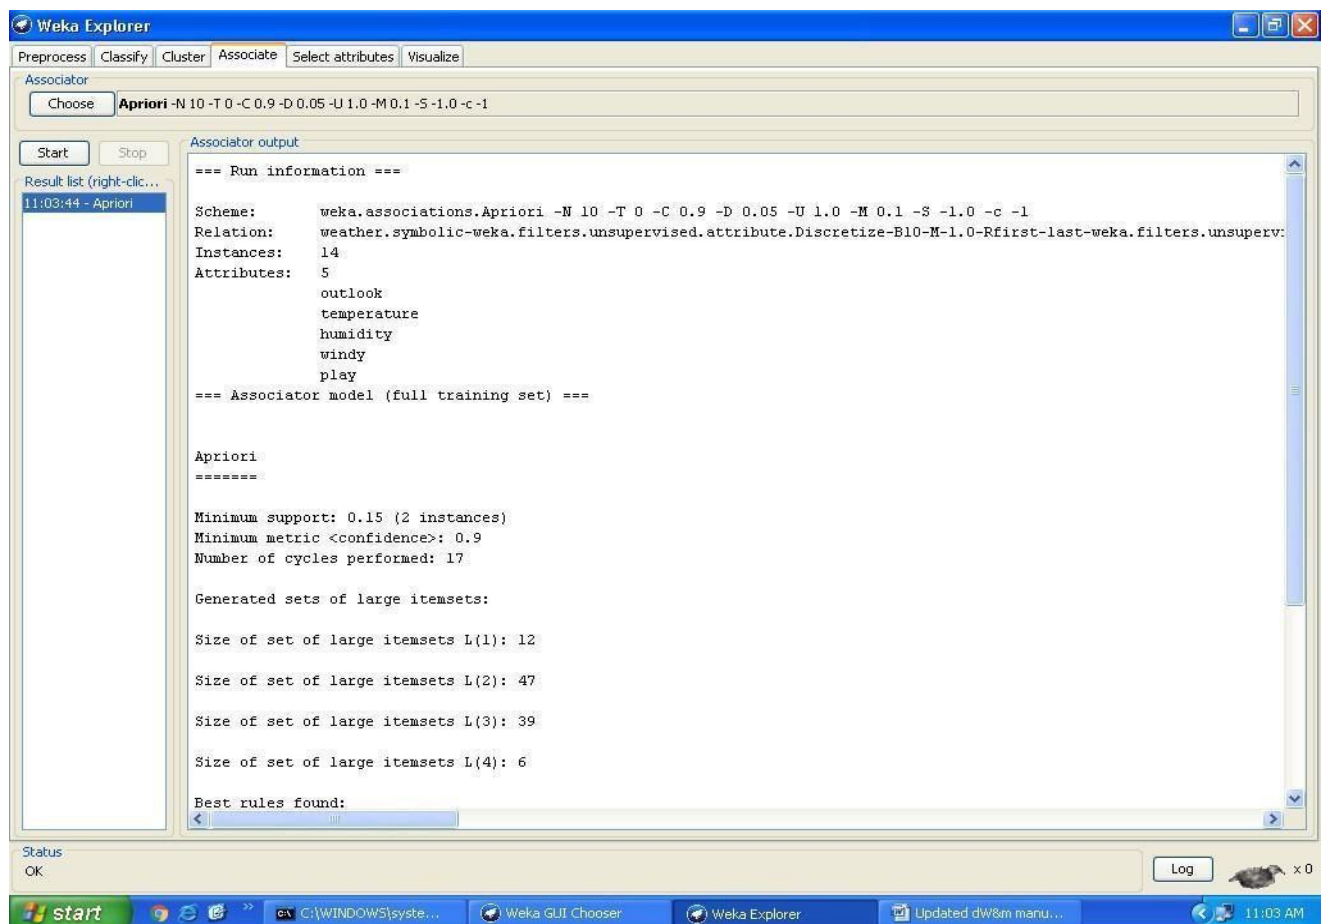 Weka Explorer
Preprocess Classify Cluster Associate Select attributes Visualize
Associator
Choose Apriori -N 10 -T 0 -C 0.9 -D 0.05 -U 1.0 -M 0.1 -S -1.0 -c -1
Start Stop
Result list (right-clic...
11:03:44 - Apriori
Associator output
=== Run information ===
Scheme: weka.associations.Apriori -N 10 -T 0 -C 0.9 -D 0.05 -U 1.0 -M 0.1 -S -1.0 -c -1
Relation: weather.symbolic-weka.filters.unsupervised.attribute.Discretize-B10-M-1.0-Rfirst-last-weka.filters.unsupervi
Instances: 14
Attributes: 5
outlook
temperature
humidity
windy
play
=== Associator model (full training set) ===
Apriori
=======
Minimum support: 0.15 (2 instances)
Minimum metric <confidence>: 0.9
Number of cycles performed: 17
Generated sets of large itemsets:
Size of set of large itemsets L(1): 12
Size of set of large itemsets L(2): 47
Size of set of large itemsets L(3): 39
Size of set of large itemsets L(4): 6
Best rules found:
Status
OK
Log x 0
start C:\WINDOWS\syste... Weka GUI Chooser Weka Explorer Updated dW&m manu... 11:03 AM